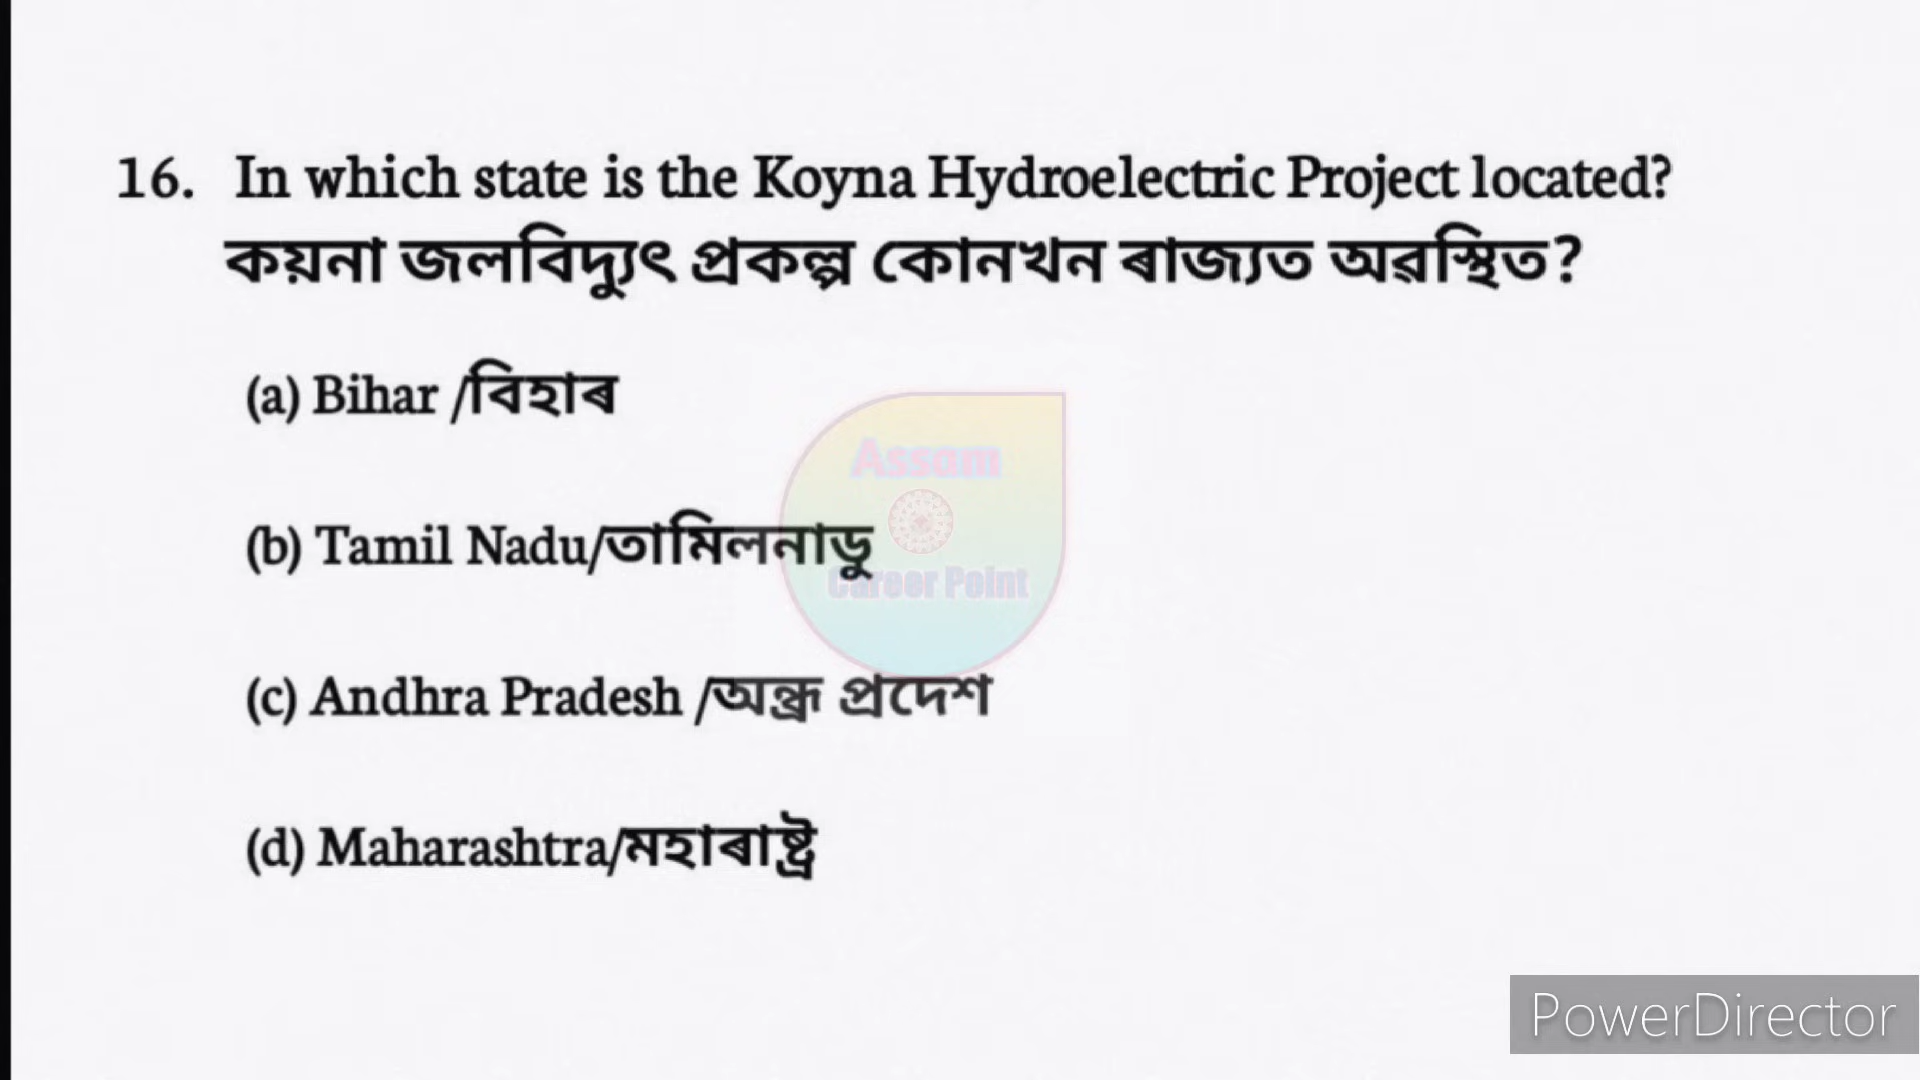 16. In which state is the Koyna Hydroelectric Project located?
কয়না জলবিদ্যুৎ প্ৰকল্প কোনখন ৰাজ্যত অৱস্থিত?
(a) Bihar /বিহাৰ
(b) Tamil Nadu/তামিলনাডু
(c) Andhra Pradesh /অন্ধ্ৰ প্ৰদেশ
(d) Maharashtra/মহাৰাষ্ট্ৰ
Assam
Career Point
PowerDirector